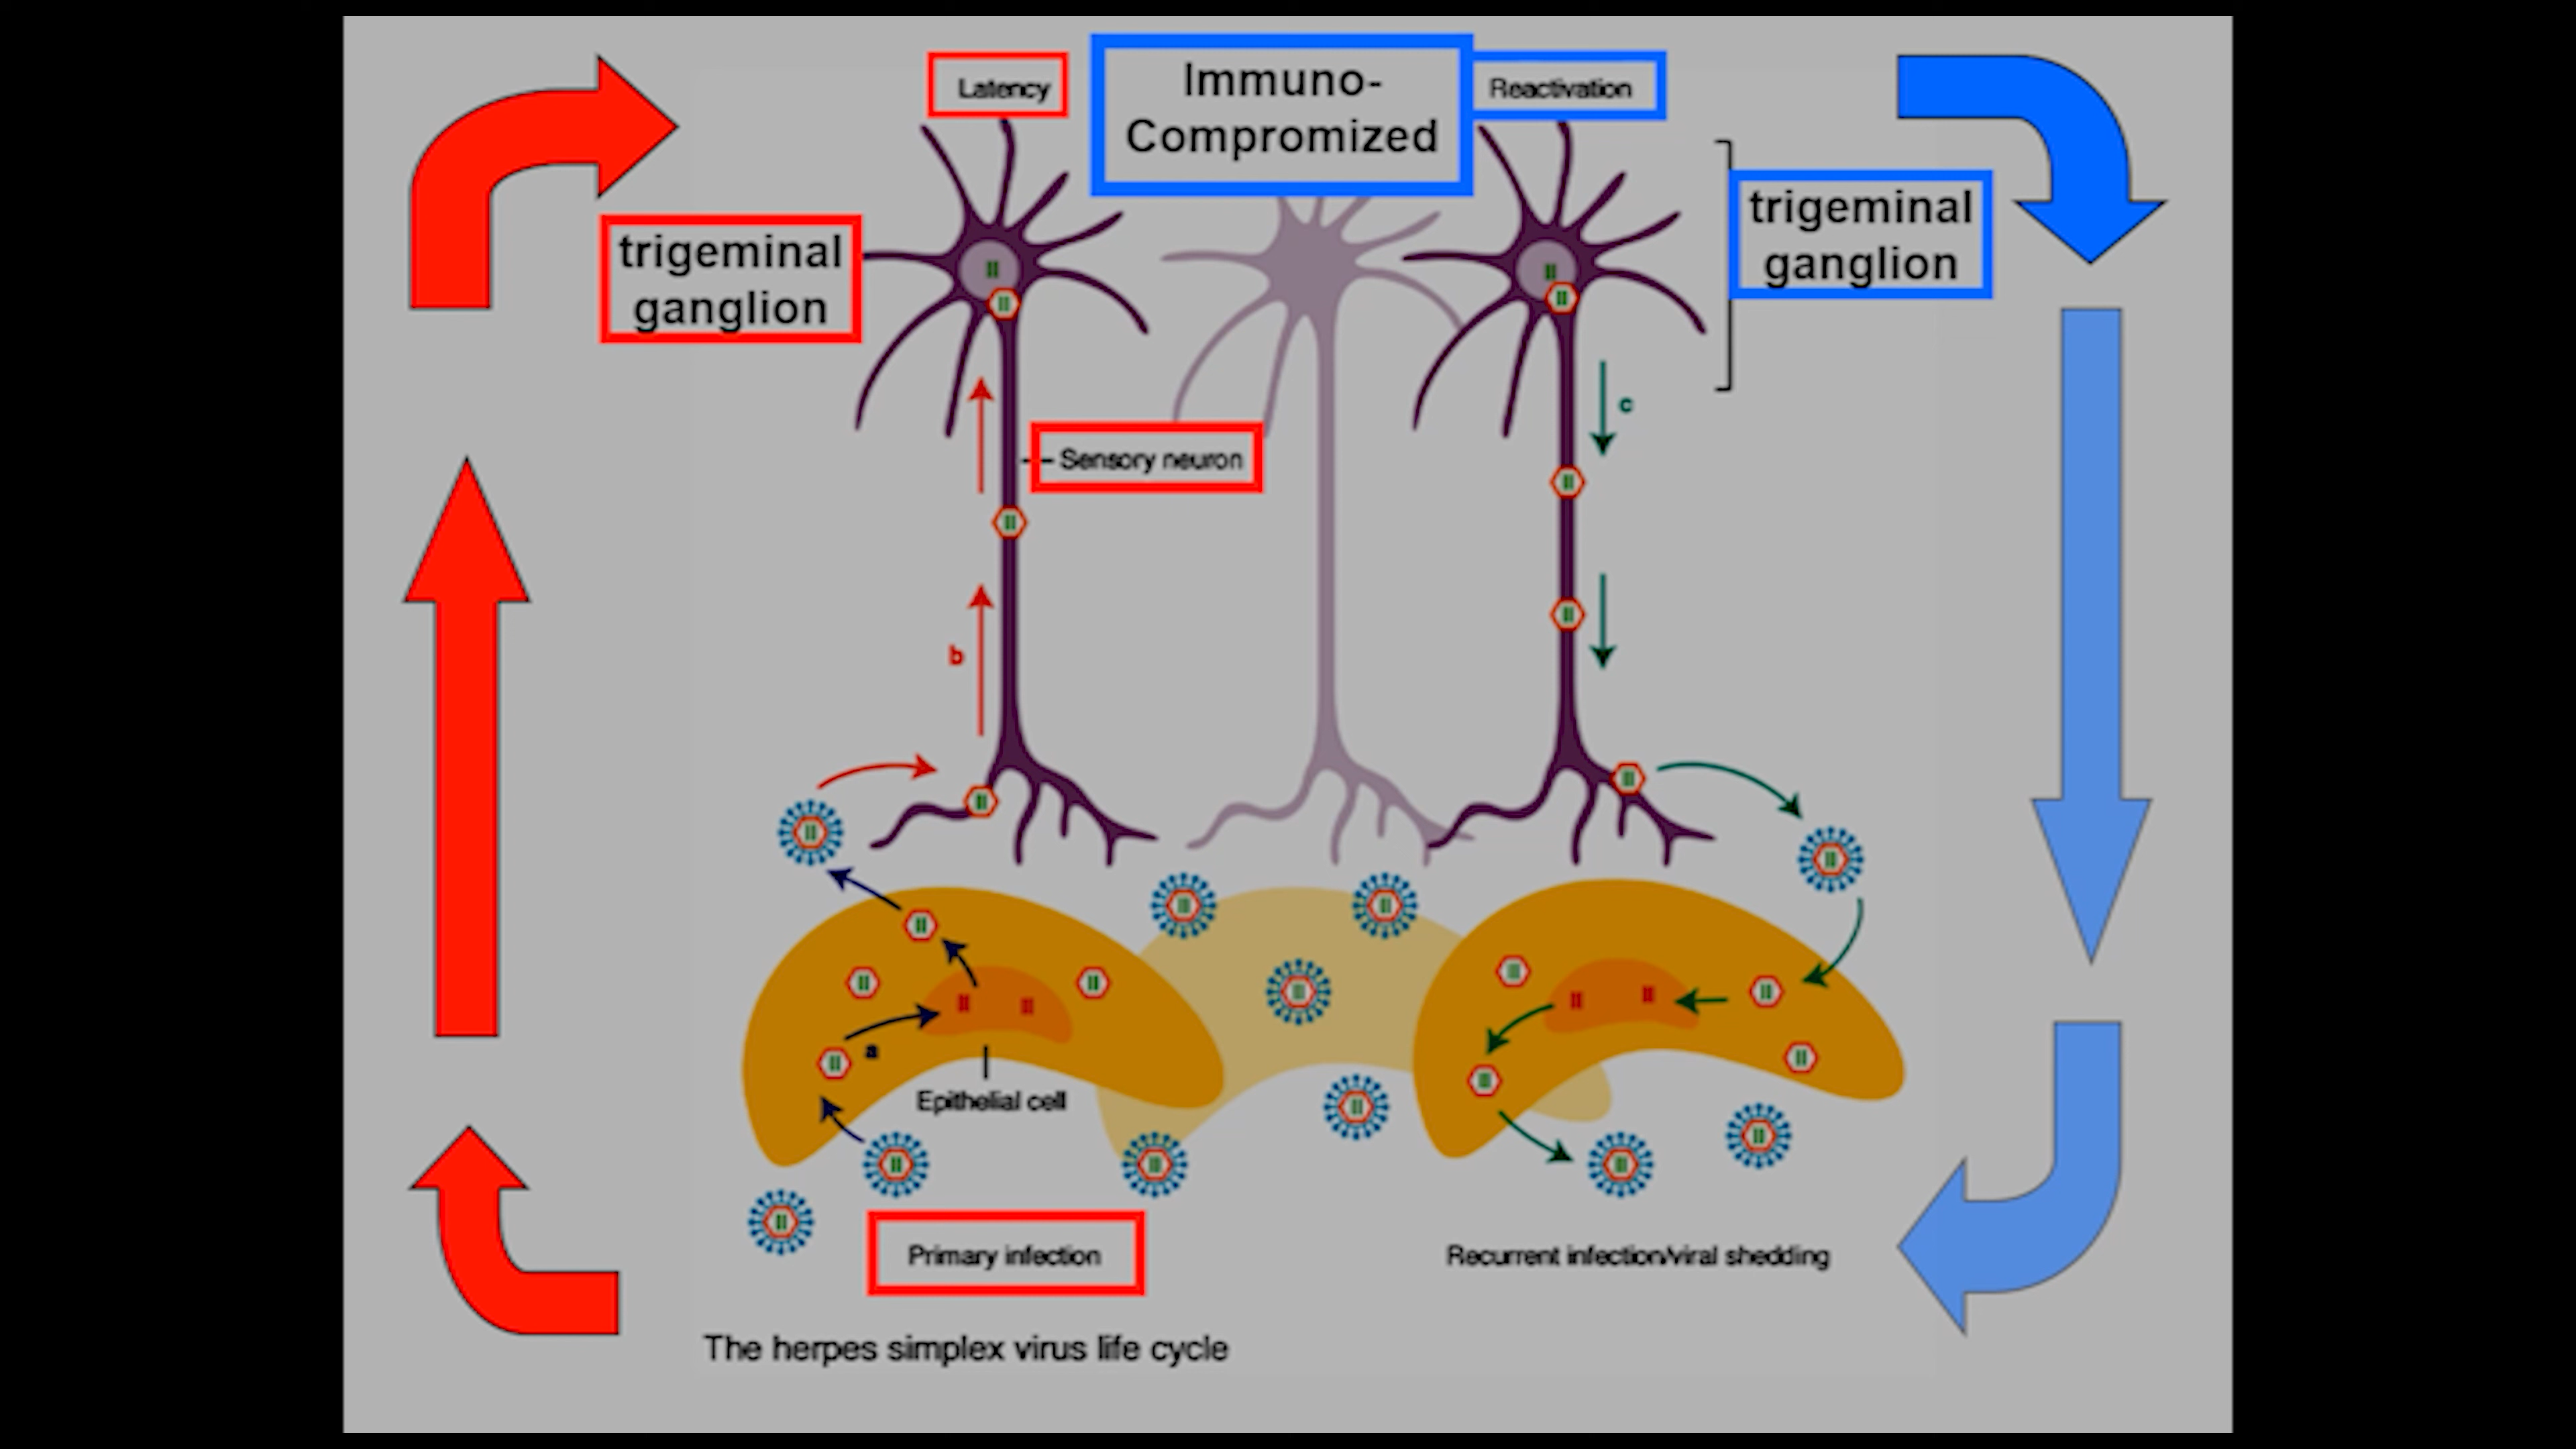 Latency
Immuno-
Compromized
Reactivation
trigeminal
ganglion
trigeminal
ganglion
c
Sensory neuron
b
a
Epithelial cell
Primary infection
Recurrent infection/viral shedding
The herpes simplex virus life cycle